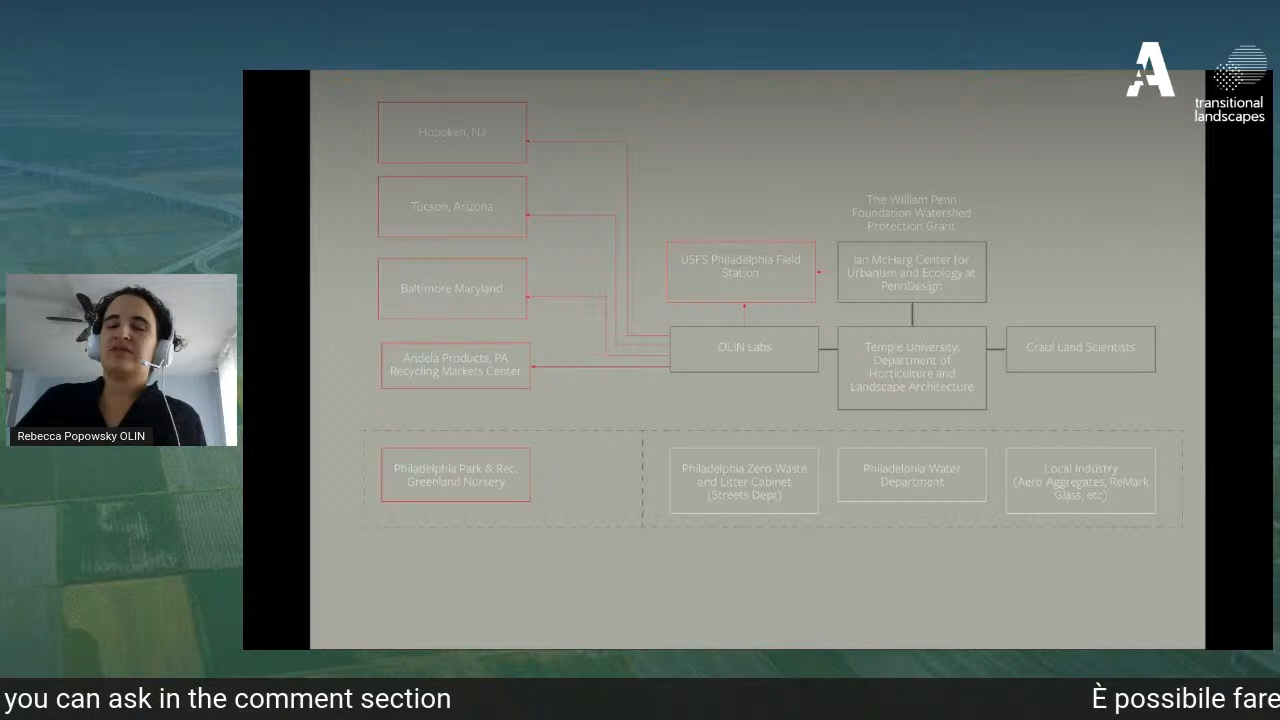 A
transitional
landscapes
Hoboken, NJ
Tucson, Arizona
Baltimore Maryland
Andela Products, PA
Recycling Markets Center
The William Penn
Foundation Watershed
Protection Grant
USFS Philadelphia Field
Station
Ian McHarg Center for
Urbanism and Ecology at
PennDesign
OLIN Labs
Temple University,
Department of
Horticulture and
Landscape Architecture
Craul Land Scientists
Philadelphia Park & Rec.
Greenland Nursery
Philadelphia Zero Waste
and Litter Cabinet
(Streets Dept)
Philadelphia Water
Department
Local Industry
(Aero Aggregates, ReMark
Glass, etc)
Rebecca Popowsky OLIN
you can ask in the comment section
È possibile fare